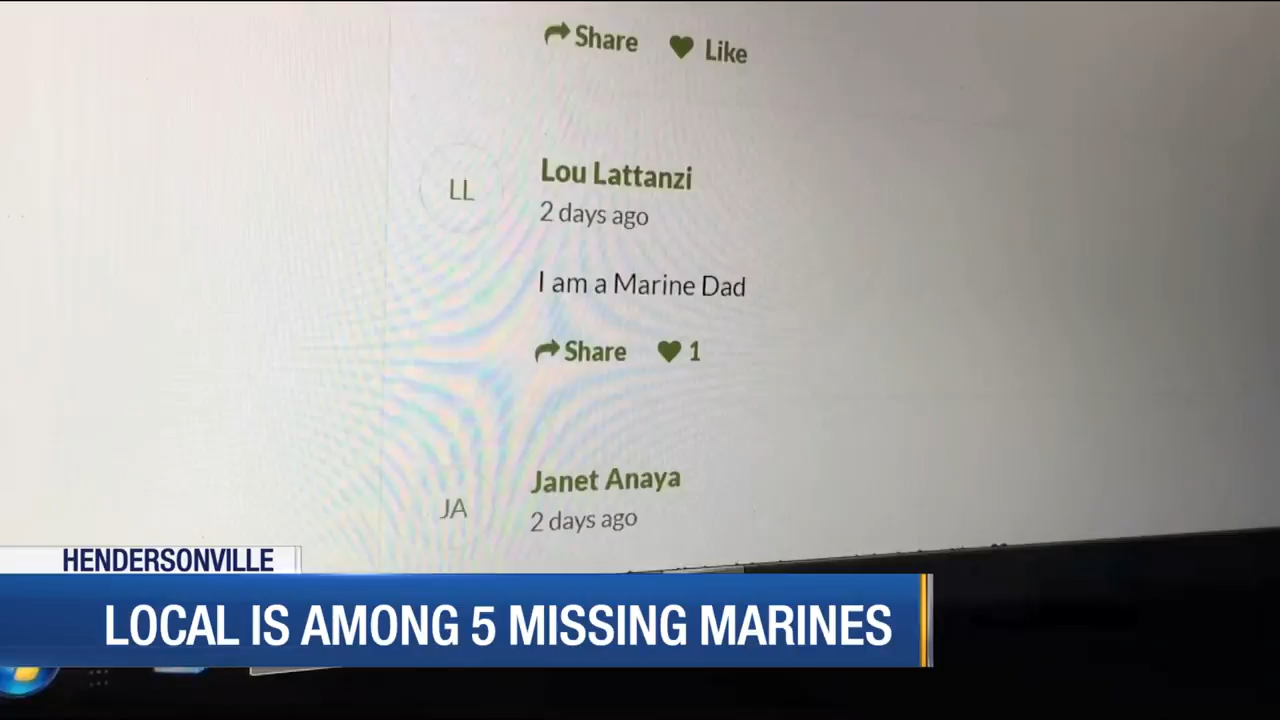 Share Like
LL
Lou Lattanzi
2 days ago
I am a Marine Dad
Share 1
JA
Janet Anaya
2 days ago
HENDERSONVILLE
LOCAL IS AMONG 5 MISSING MARINES